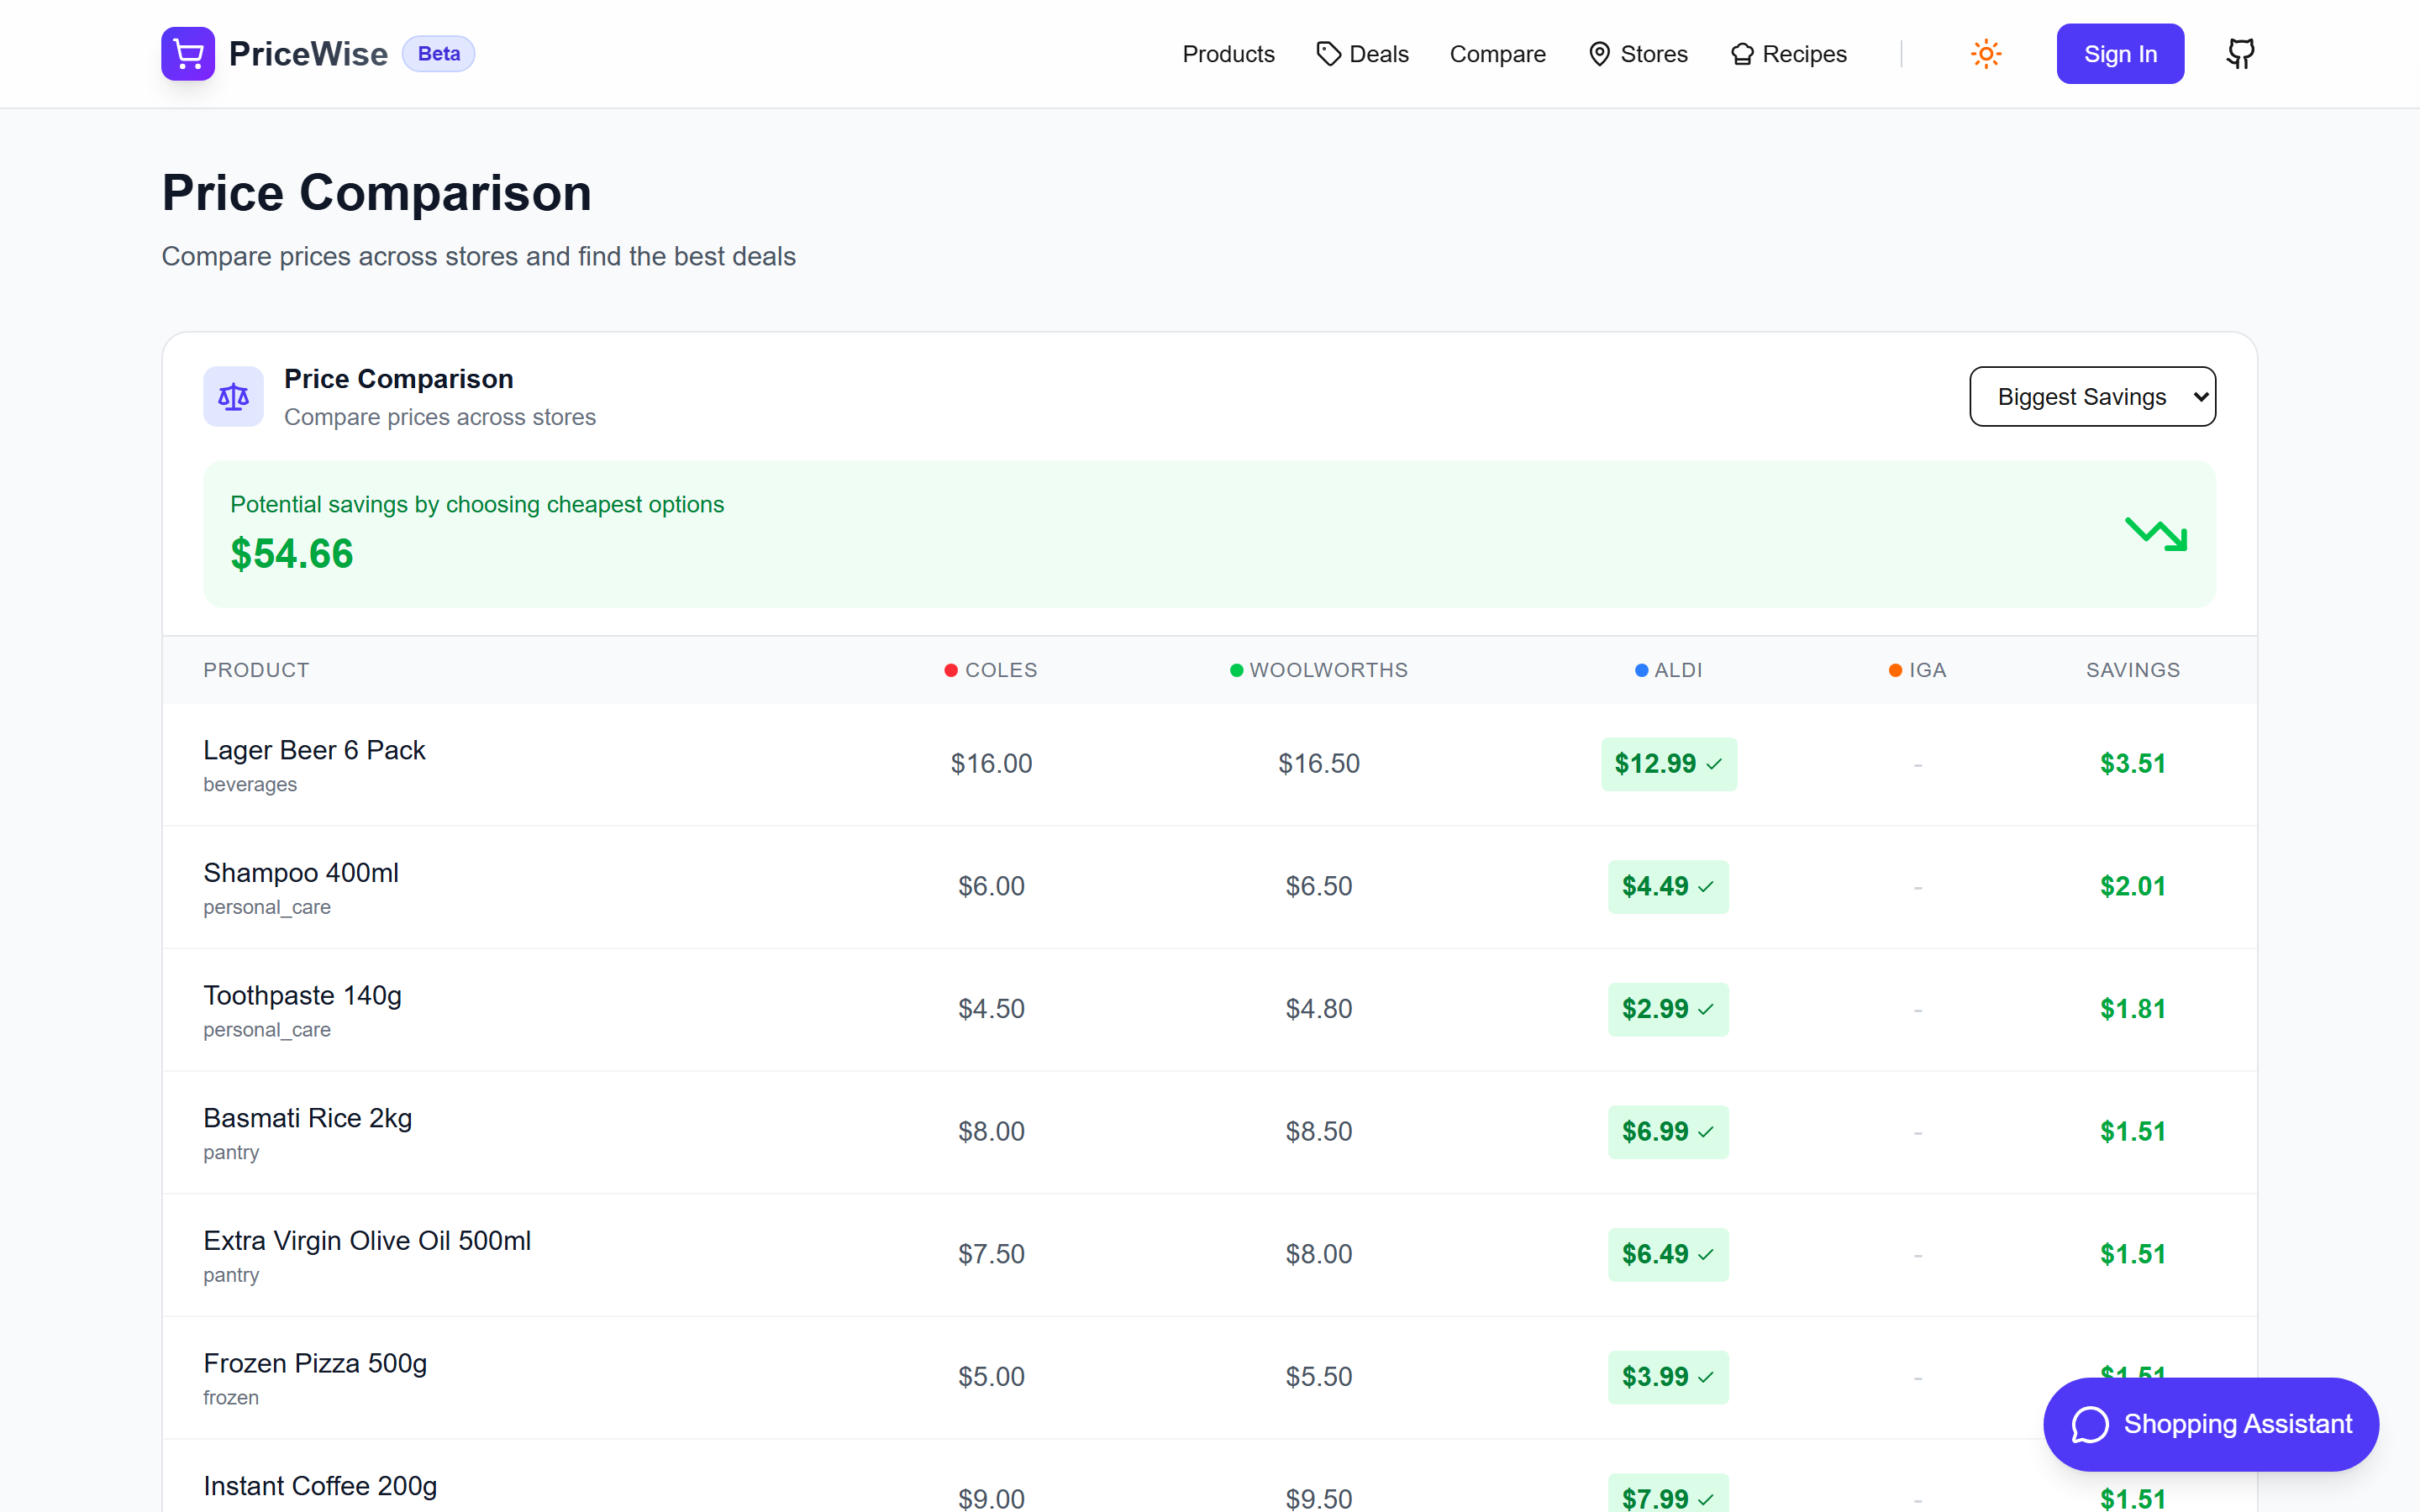 PriceWise Beta Products Deals Compare Stores Recipes Sign In
Price Comparison
Compare prices across stores and find the best deals
Price Comparison
Compare prices across stores
Biggest Savings
Potential savings by choosing cheapest options
$54.66
PRODUCT COLES WOOLWORTHS ALDI IGA SAVINGS
Lager Beer 6 Pack
beverages
$16.00 $16.50 $12.99 - $3.51
Shampoo 400ml
personal_care
$6.00 $6.50 $4.49 - $2.01
Toothpaste 140g
personal_care
$4.50 $4.80 $2.99 - $1.81
Basmati Rice 2kg
pantry
$8.00 $8.50 $6.99 - $1.51
Extra Virgin Olive Oil 500ml
pantry
$7.50 $8.00 $6.49 - $1.51
Frozen Pizza 500g
frozen
$5.00 $5.50 $3.99 - $1.51
Shopping Assistant
Instant Coffee 200g
$9.00 $9.50 $7.99 - $1.51